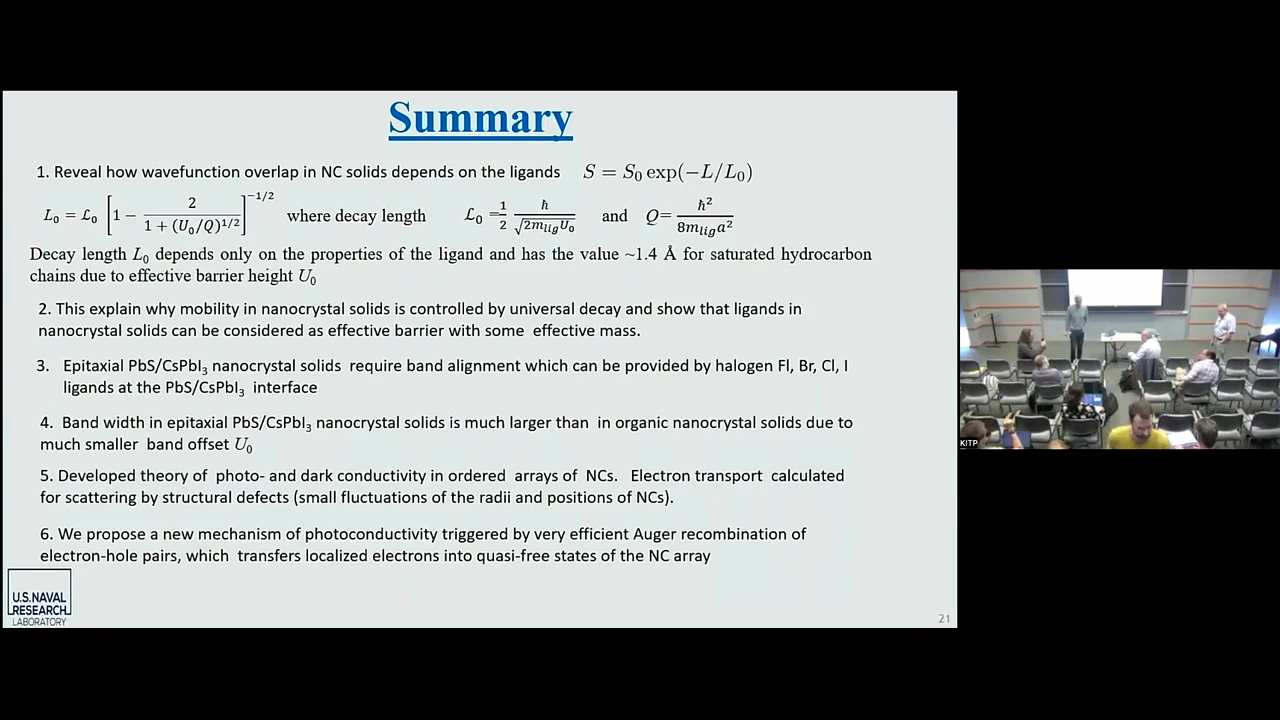 Summary
1. Reveal how wavefunction overlap in NC solids depends on the ligands S = S₀ exp(−L/L₀)
L₀ = ℒ₀ [1 − 2 / (1 + (U₀/Q)^1/2)]^−1/2 where decay length ℒ₀ = 1/2 ħ/√(2m_lig U₀) and Q= ħ²/(8m_lig a²)
Decay length L₀ depends only on the properties of the ligand and has the value ~1.4 Å for saturated hydrocarbon
chains due to effective barrier height U₀
2. This explain why mobility in nanocrystal solids is controlled by universal decay and show that ligands in
nanocrystal solids can be considered as effective barrier with some effective mass.
3. Epitaxial PbS/CsPbI₃ nanocrystal solids require band alignment which can be provided by halogen Fl, Br, Cl, I
ligands at the PbS/CsPbI₃ interface
4. Band width in epitaxial PbS/CsPbI₃ nanocrystal solids is much larger than in organic nanocrystal solids due to
much smaller band offset U₀
5. Developed theory of photo- and dark conductivity in ordered arrays of NCs. Electron transport calculated
for scattering by structural defects (small fluctuations of the radii and positions of NCs).
6. We propose a new mechanism of photoconductivity triggered by very efficient Auger recombination of
electron-hole pairs, which transfers localized electrons into quasi-free states of the NC array
U.S. NAVAL
RESEARCH
LABORATORY
21
KITP